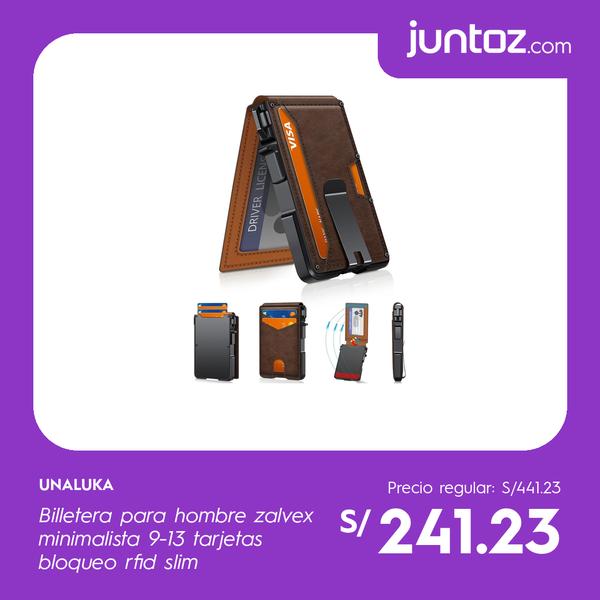 juntoz.com
VISA
DRIVER LICENSE
UNALUKA
Billetera para hombre zalvex
minimalista 9-13 tarjetas
bloqueo rfid slim
Precio regular: S/441.23
S/ 241.23